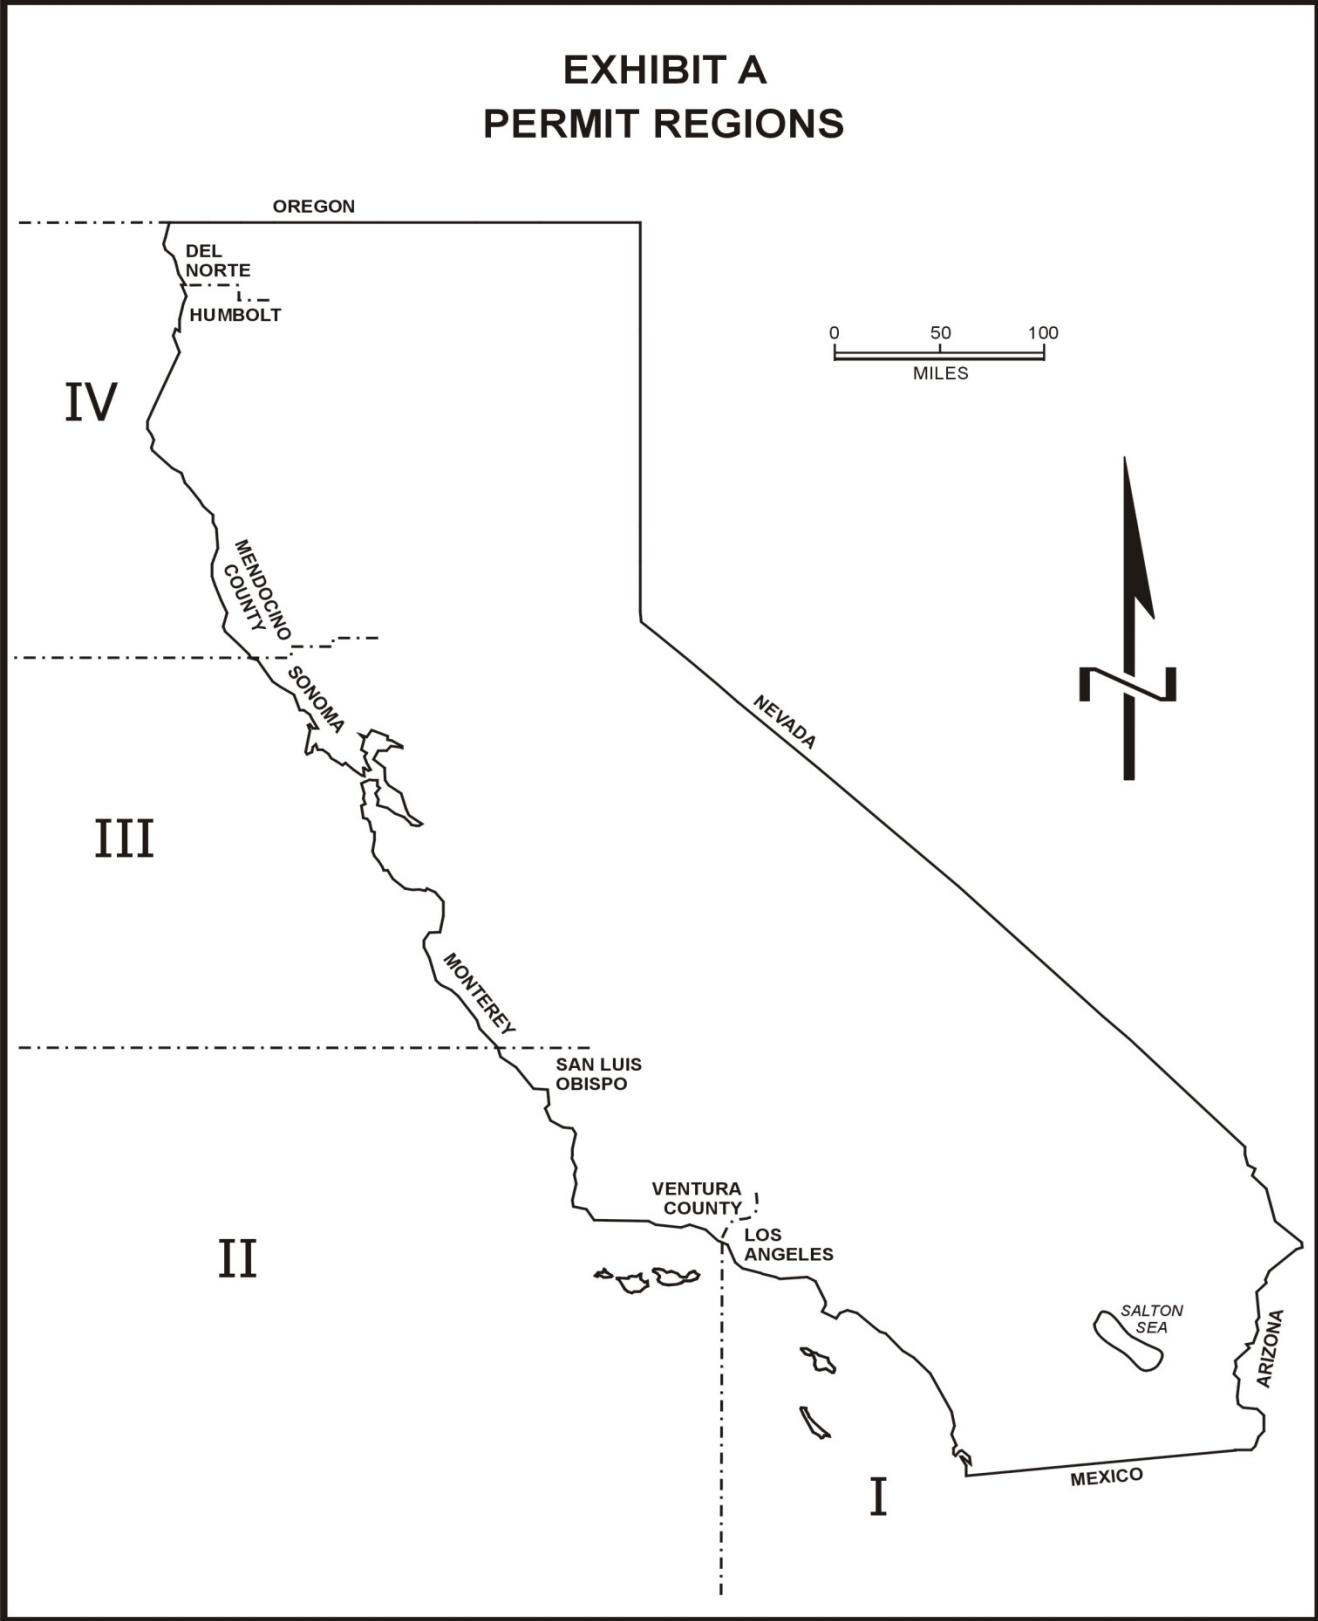 EXHIBIT A
PERMIT REGIONS
OREGON
DEL
NORTE
HUMBOLT
0 50 100
MILES
IV
MENDOCINO
COUNTY
SONOMA
NEVADA
N
III
MONTEREY
SAN LUIS
OBISPO
VENTURA
COUNTY
LOS
ANGELES
II
SALTON
SEA
ARIZONA
I
MEXICO